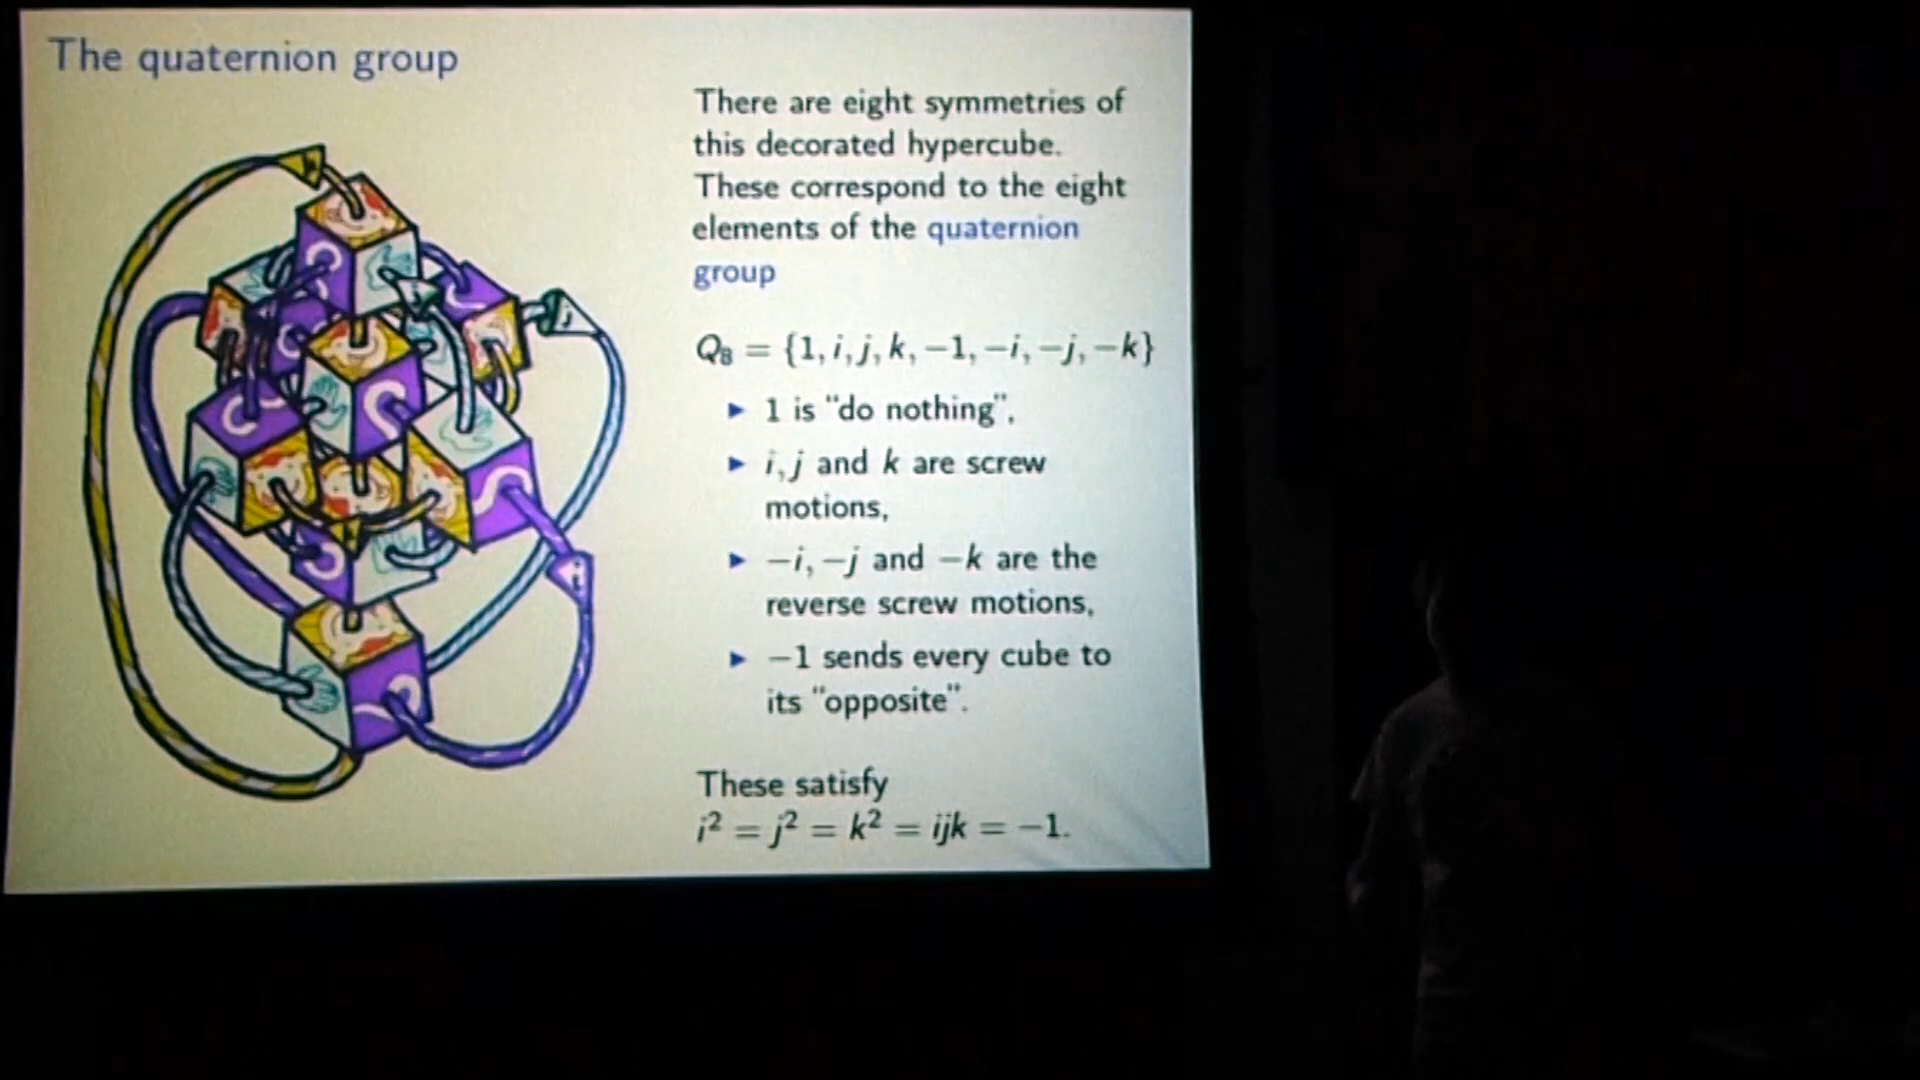 The quaternion group
There are eight symmetries of
this decorated hypercube.
These correspond to the eight
elements of the quaternion
group
Q₈ = {1, i, j, k, −1, −i, −j, −k}
▶ 1 is "do nothing",
▶ i, j and k are screw
motions,
▶ −i, −j and −k are the
reverse screw motions,
▶ −1 sends every cube to
its "opposite".
These satisfy
i² = j² = k² = ijk = −1.
j
i